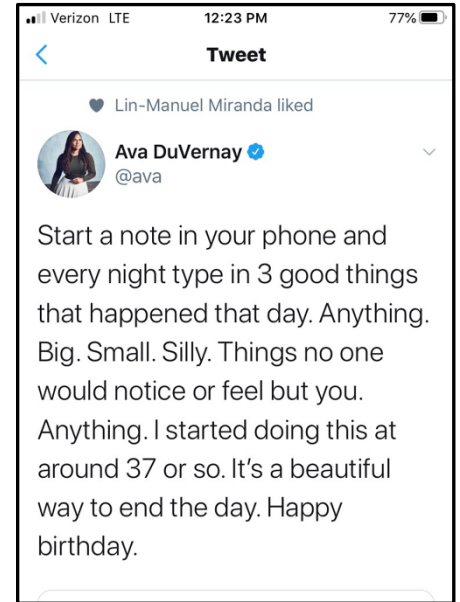 Verizon LTE 12:23 PM 77%
Tweet
Lin-Manuel Miranda liked
Ava DuVernay
@ava
Start a note in your phone and
every night type in 3 good things
that happened that day. Anything.
Big. Small. Silly. Things no one
would notice or feel but you.
Anything. I started doing this at
around 37 or so. It’s a beautiful
way to end the day. Happy
birthday.